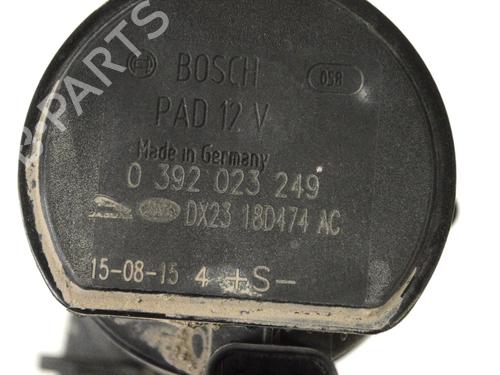 B-PARTS
BOSCH
058
PAD 12 V
Made in Germany
0 392 023 249
DX23 18D474 AC
15-08-15 4 +S-